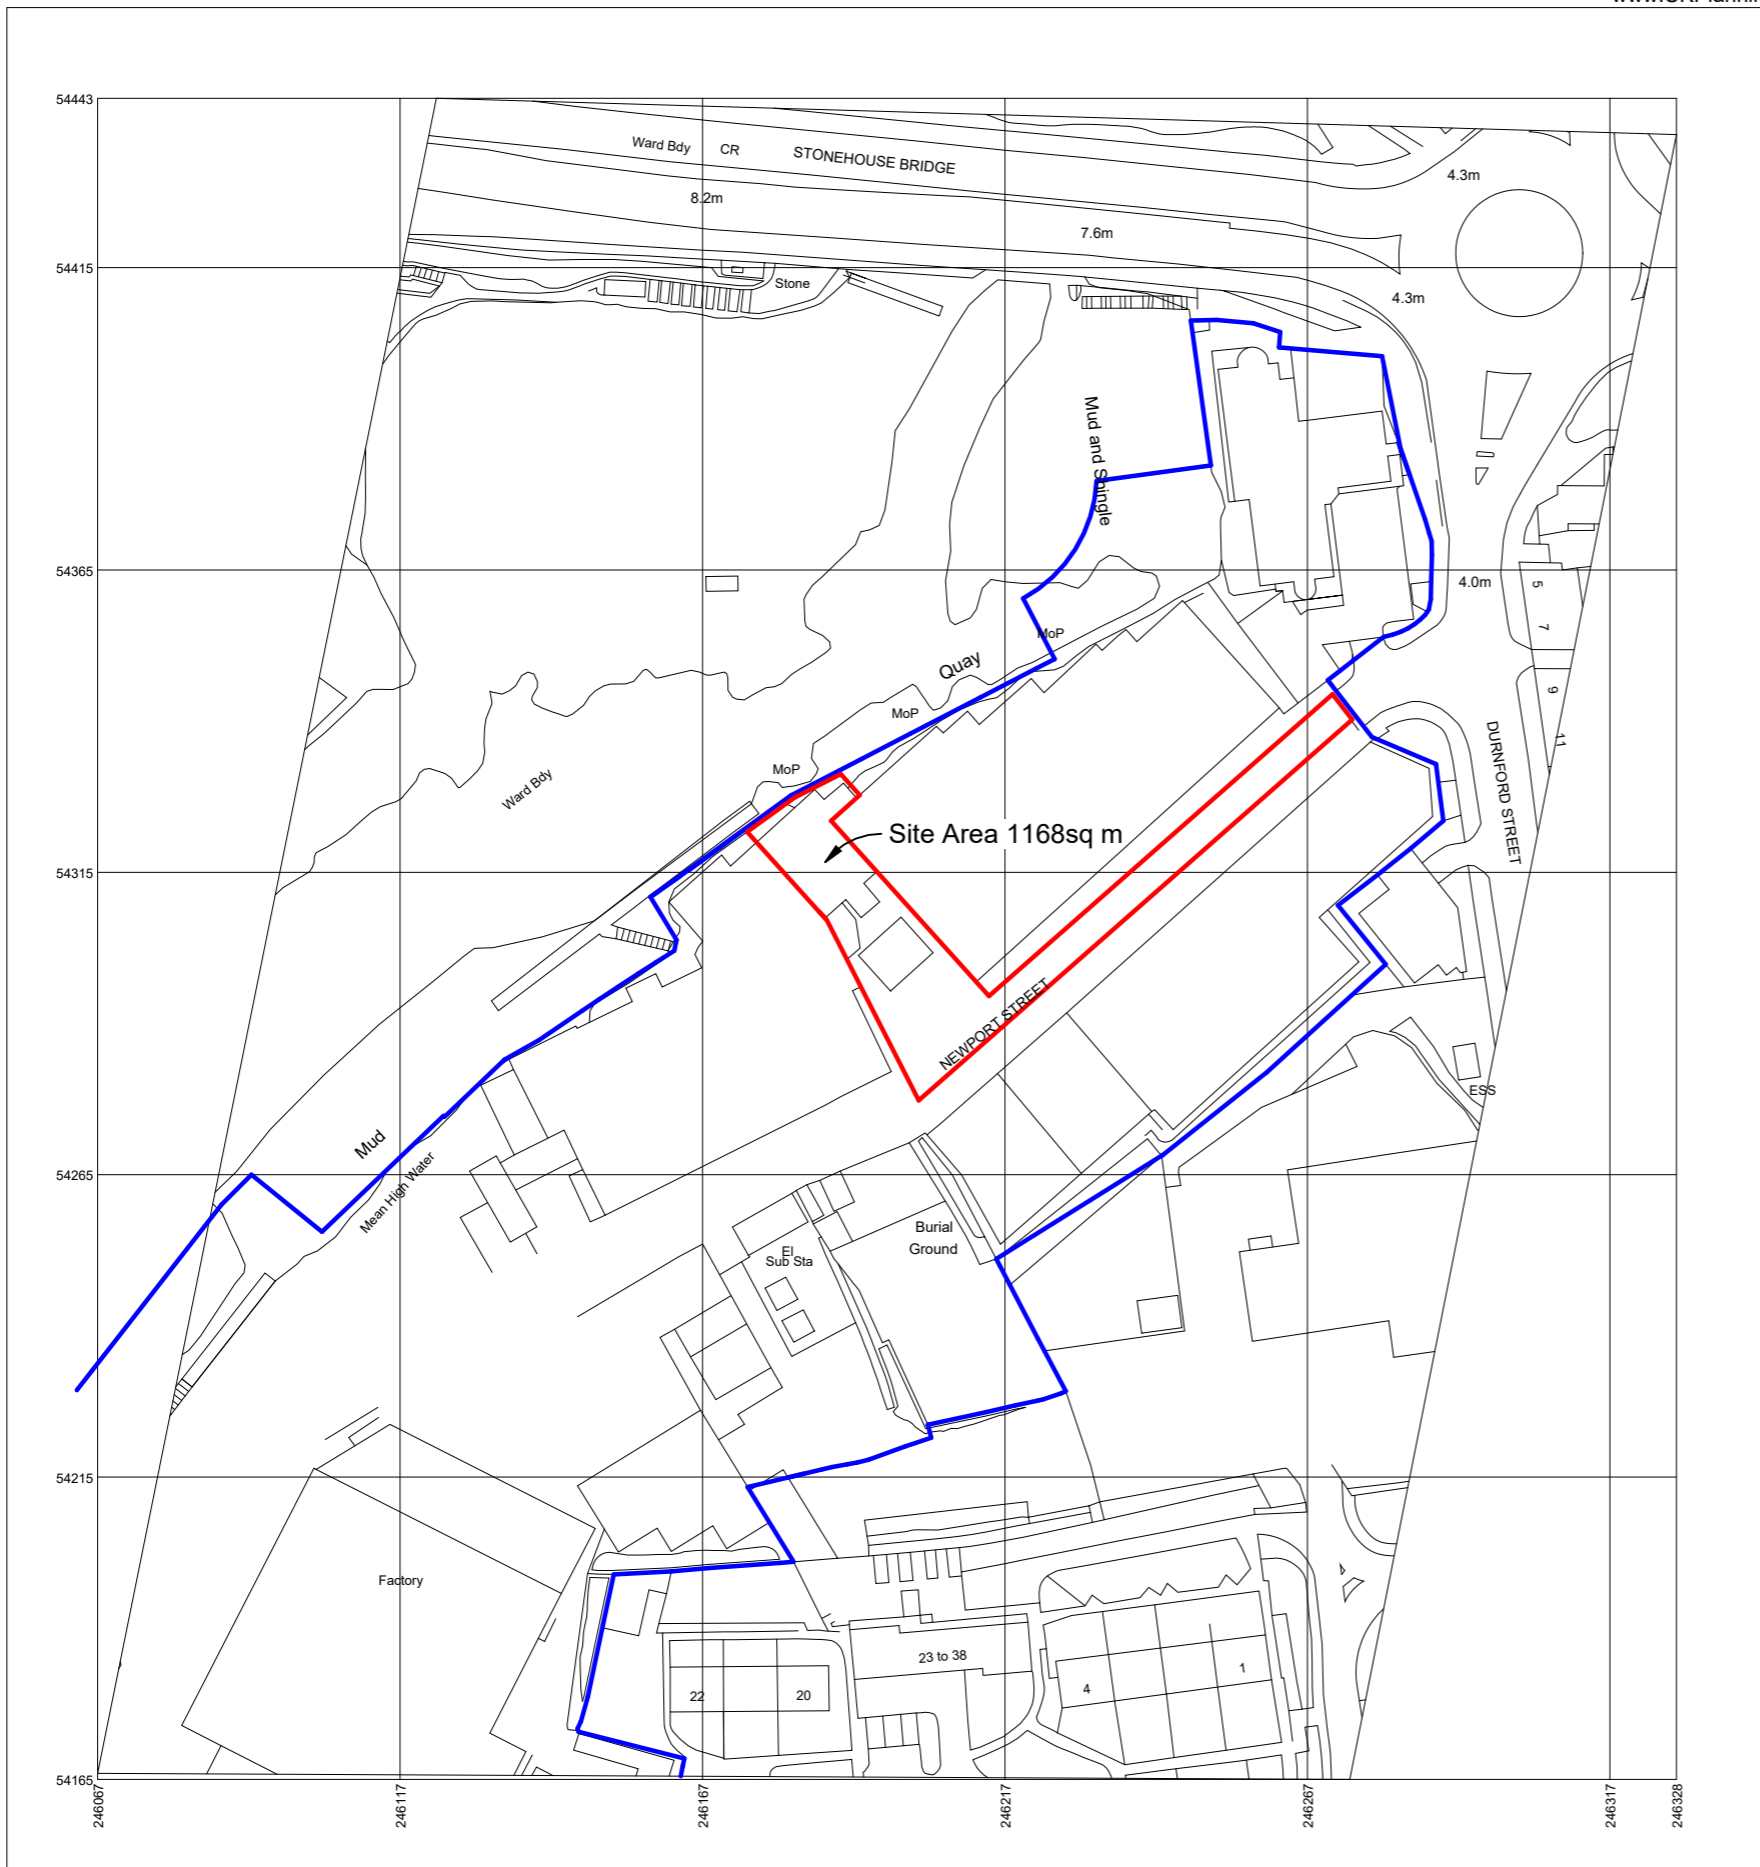 54443
Ward Bdy
CR
STONEHOUSE BRIDGE
4.3m
8.2m
7.6m
54415
Stone
4.3m
Mud and Shingle
54365
4.0m
5
7
MoP
Quay
9
MoP
11
DURNFORD STREET
MoP
Ward Bdy
Site Area 1168sq m
54315
NEWPORT STREET
ESS
Mud
54265
Mean High Water
Burial
Ground
El
Sub Sta
54215
Factory
23 to 38
1
4
22
20
54165
246067
246117
246167
246217
246267
246317
246328